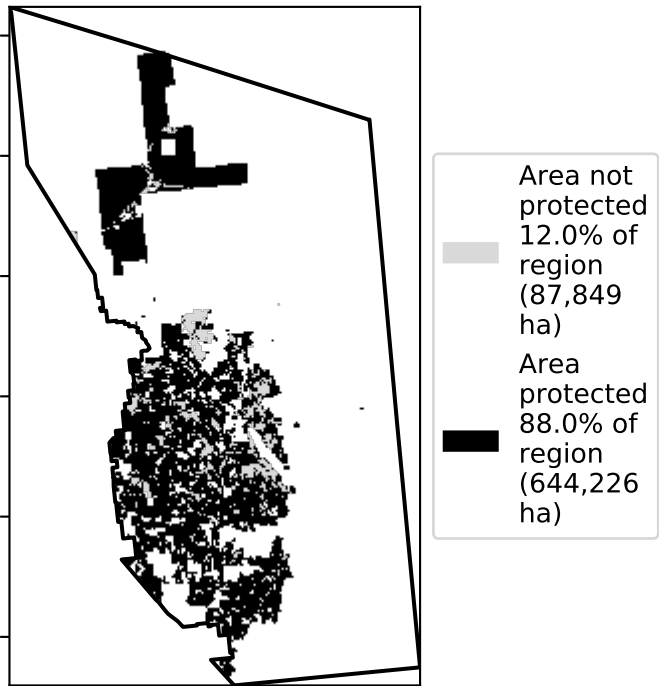 Area not
protected
12.0% of
region
(87,849
ha)
Area
protected
88.0% of
region
(644,226
ha)